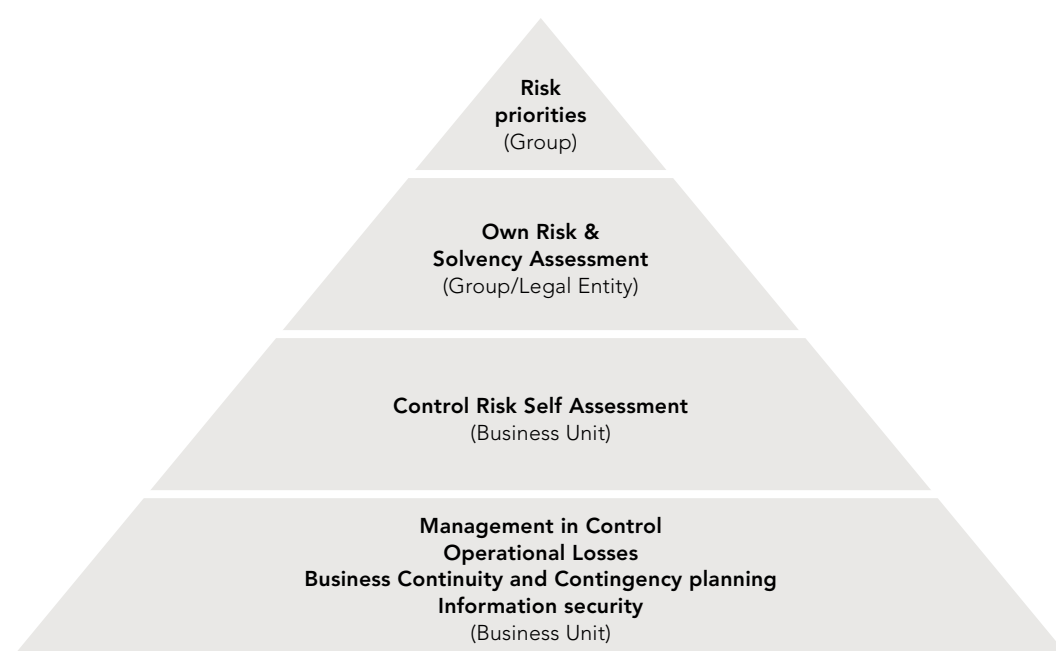 Risk
priorities
(Group)
Own Risk &
Solvency Assessment
(Group/Legal Entity)
Control Risk Self Assessment
(Business Unit)
Management in Control
Operational Losses
Business Continuity and Contingency planning
Information security
(Business Unit)